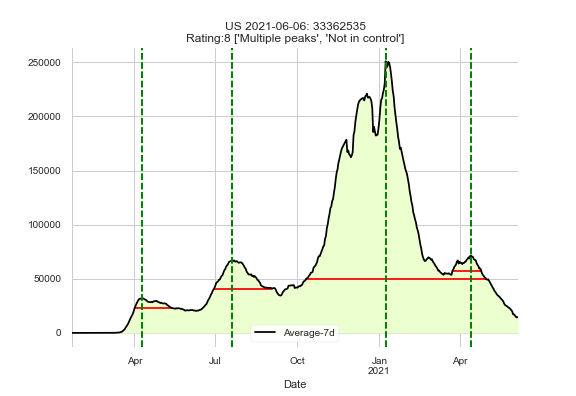 US 2021-06-06: 33362535
Rating:8 ['Multiple peaks', 'Not in control']
250000
200000
150000
100000
50000
0
Average-7d
Apr Jul Oct Jan Apr
2021
Date